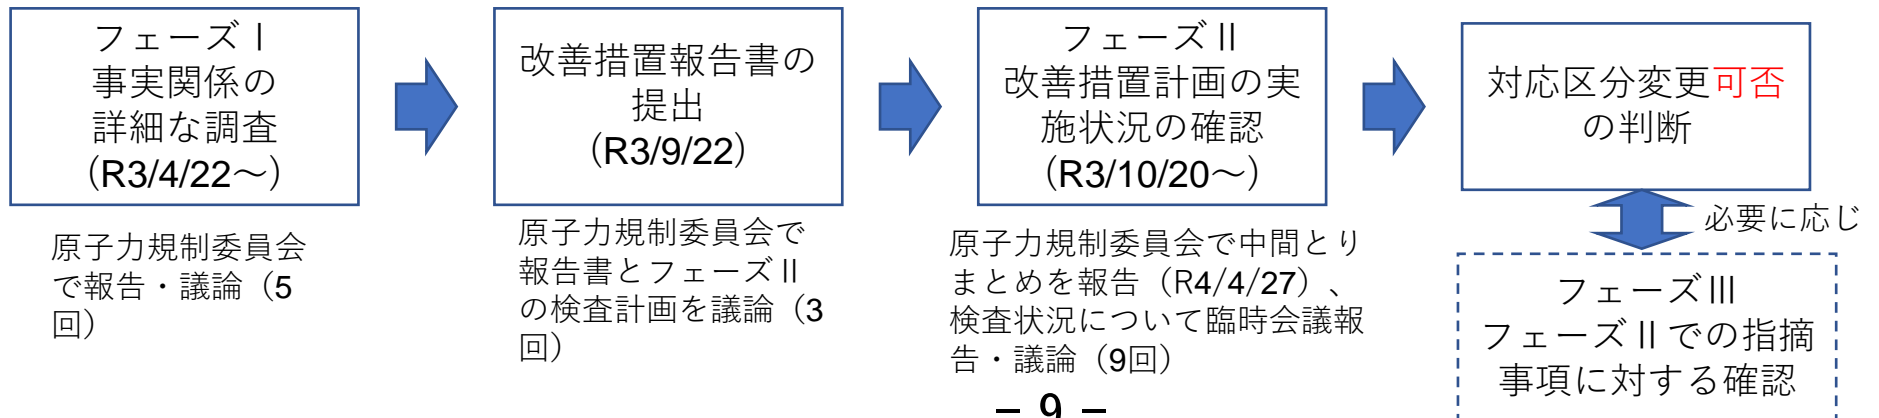 フェーズⅠ
事実関係の
詳細な調査
（R3/4/22～）
原子力規制委員会
で報告・議論（5
回）
改善措置報告書の
提出
（R3/9/22）
原子力規制委員会で
報告書とフェーズⅡ
の検査計画を議論（3
回）
フェーズⅡ
改善措置計画の実
施状況の確認
（R3/10/20～）
原子力規制委員会で中間とり
まとめを報告（R4/4/27）、
検査状況について臨時会議報
告・議論（9回）
対応区分変更可否
の判断
必要に応じ
フェーズⅢ
フェーズⅡでの指摘
事項に対する確認
－ 9 －